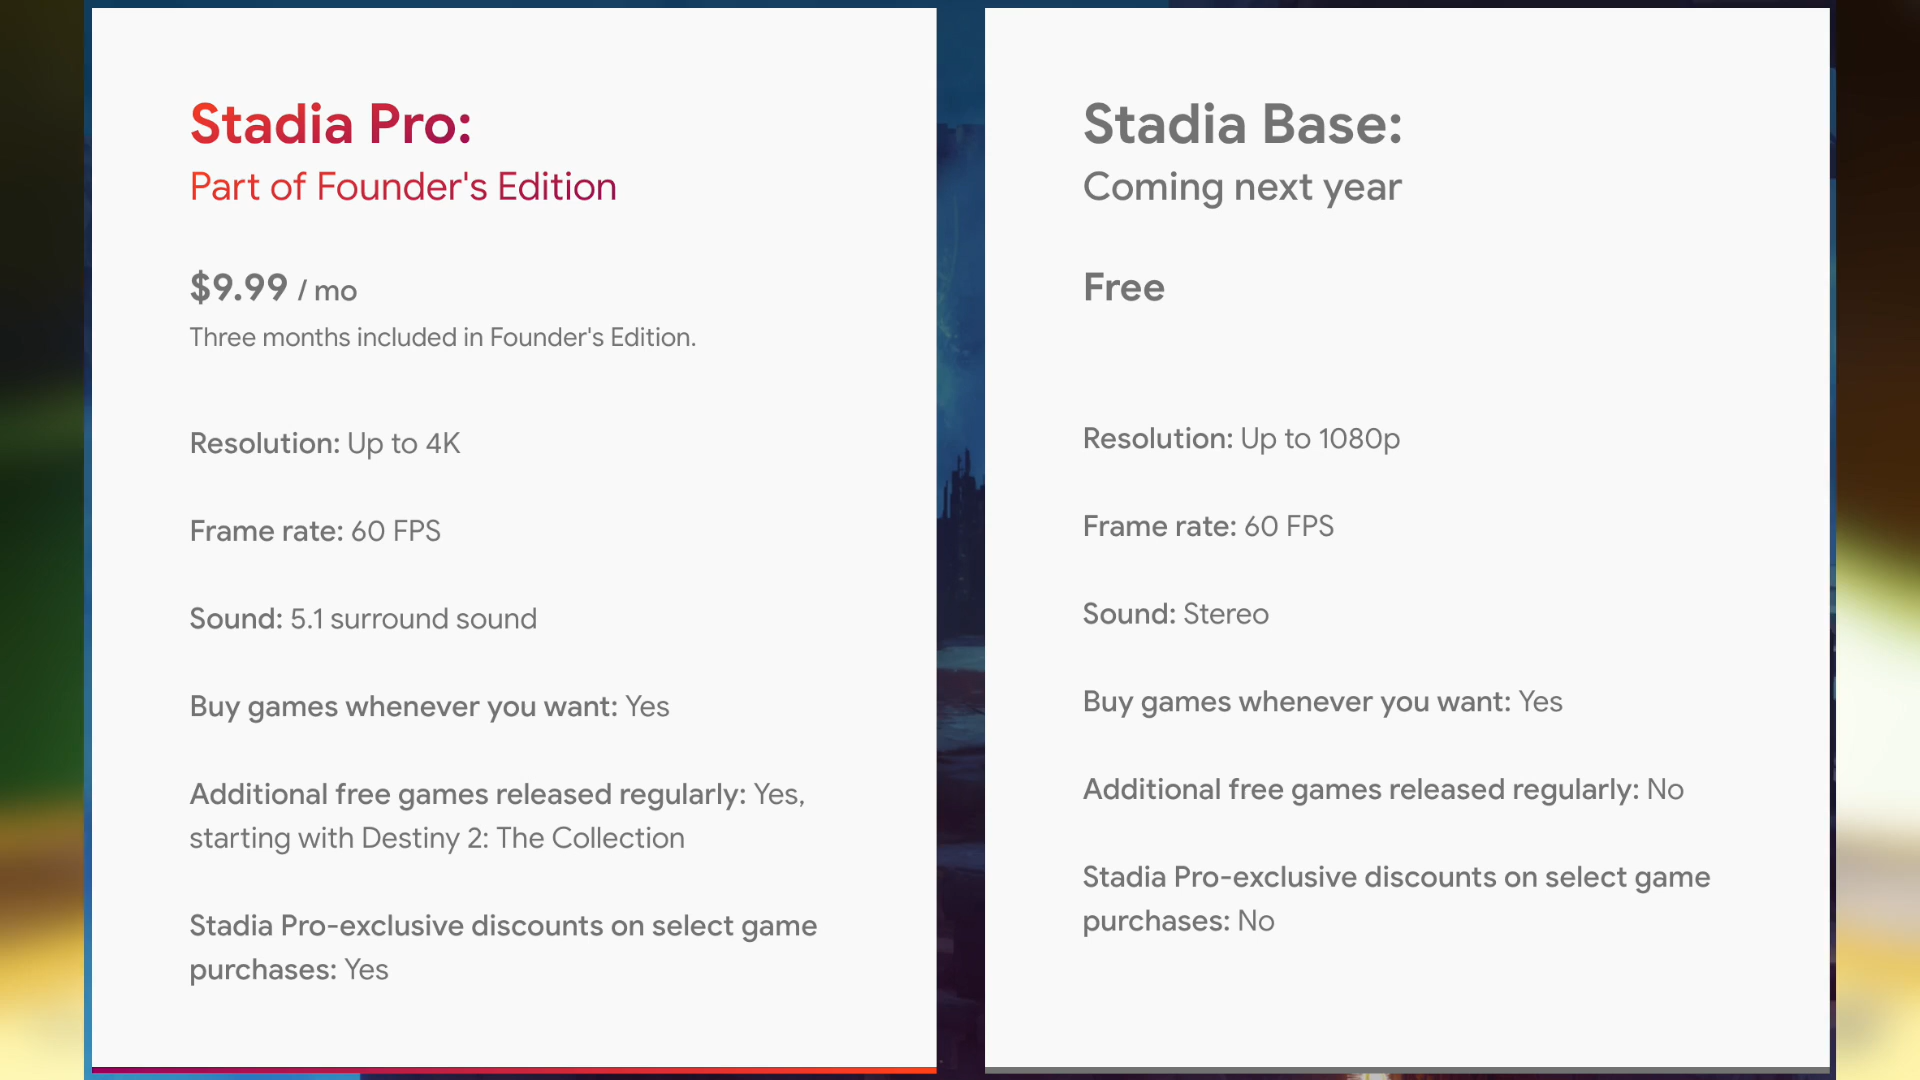 Stadia Pro:
Part of Founder's Edition
$9.99 / mo
Three months included in Founder's Edition.
Resolution: Up to 4K
Frame rate: 60 FPS
Sound: 5.1 surround sound
Buy games whenever you want: Yes
Additional free games released regularly: Yes,
starting with Destiny 2: The Collection
Stadia Pro-exclusive discounts on select game
purchases: Yes
Stadia Base:
Coming next year
Free
Resolution: Up to 1080p
Frame rate: 60 FPS
Sound: Stereo
Buy games whenever you want: Yes
Additional free games released regularly: No
Stadia Pro-exclusive discounts on select game
purchases: No